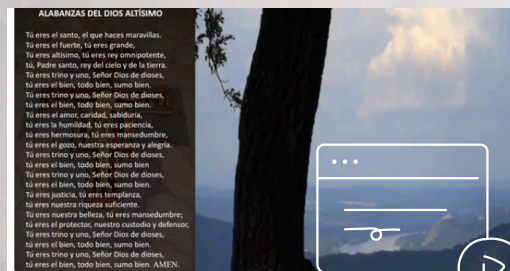 ALABANZAS DEL DIOS ALTÍSIMO
Tú eres el santo, el que haces maravillas.
Tú eres el fuerte, tú eres grande,
Tú eres altísimo, tú eres rey omnipotente,
tú, Padre santo, rey del cielo y de la tierra.
Tú eres trino y uno, Señor Dios de dioses,
tú eres el bien, todo bien, sumo bien.
Tú eres trino y uno, Señor Dios de dioses,
tú eres el bien, todo bien, sumo bien.
Tú eres el amor, caridad, sabiduría,
tú eres la humildad, tú eres paciencia,
tú eres hermosura, tú eres mansedumbre,
tú eres el gozo, nuestra esperanza y alegría.
Tú eres trino y uno, Señor Dios de dioses,
tú eres el bien, todo bien, sumo bien
Tú eres trino y uno, Señor Dios de dioses,
tú eres el bien, todo bien, sumo bien.
Tú eres justicia, tú eres templanza,
tú eres nuestra riqueza suficiente.
Tú eres nuestra belleza, tú eres mansedumbre;
tú eres el protector, nuestro custodio y defensor,
Tú eres trino y uno, Señor Dios de dioses,
tú eres el bien, todo bien, sumo bien.
Tú eres trino y uno, Señor Dios de dioses,
tú eres el bien, todo bien, sumo bien. AMEN.